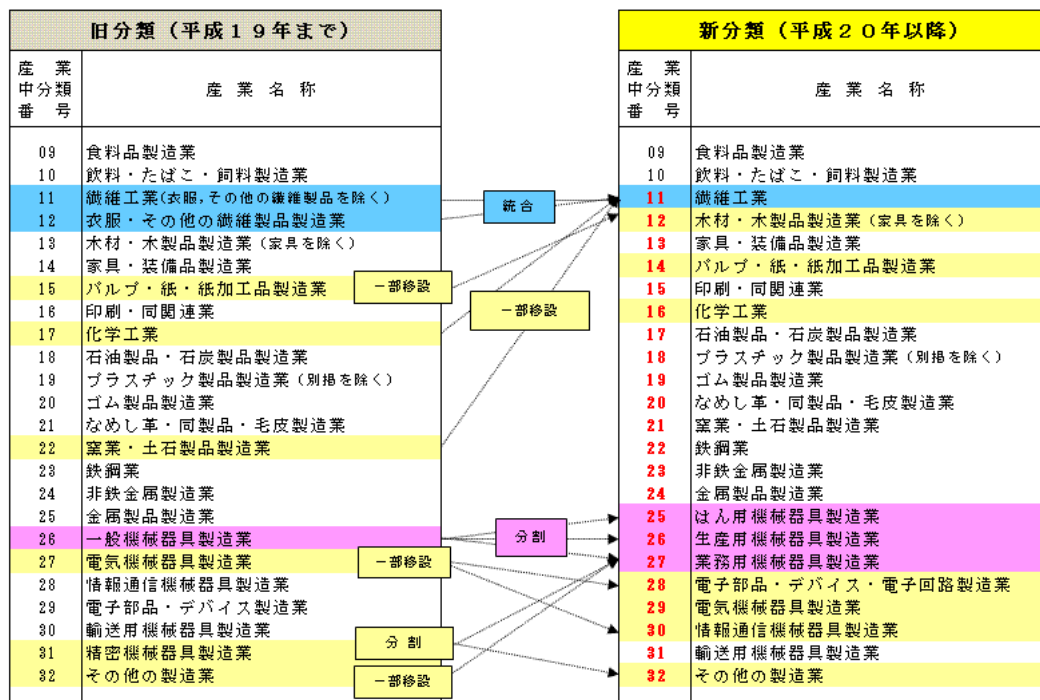 旧分類（平成１９年まで）
産　業
中分類
番　号
産　業　名　称
09 食料品製造業
10 飲料・たばこ・飼料製造業
11 繊維工業(衣服,その他の繊維製品を除く)
12 衣服・その他の繊維製品製造業
13 木材・木製品製造業（家具を除く）
14 家具・装備品製造業
15 パルプ・紙・紙加工品製造業
16 印刷・同関連業
17 化学工業
18 石油製品・石炭製品製造業
19 プラスチック製品製造業（別掲を除く）
20 ゴム製品製造業
21 なめし革・同製品・毛皮製造業
22 窯業・土石製品製造業
23 鉄鋼業
24 非鉄金属製造業
25 金属製品製造業
26 一般機械器具製造業
27 電気機械器具製造業
28 情報通信機械器具製造業
29 電子部品・デバイス製造業
30 輸送用機械器具製造業
31 精密機械器具製造業
32 その他の製造業
統合
一部移設
一部移設
分割
一部移設
分 割
一部移設
新分類（平成２０年以降）
産　業
中分類
番　号
産　業　名　称
09 食料品製造業
10 飲料・たばこ・飼料製造業
11 繊維工業
12 木材・木製品製造業（家具を除く）
13 家具・装備品製造業
14 パルプ・紙・紙加工品製造業
15 印刷・同関連業
16 化学工業
17 石油製品・石炭製品製造業
18 プラスチック製品製造業（別掲を除く）
19 ゴム製品製造業
20 なめし革・同製品・毛皮製造業
21 窯業・土石製品製造業
22 鉄鋼業
23 非鉄金属製造業
24 金属製品製造業
25 はん用機械器具製造業
26 生産用機械器具製造業
27 業務用機械器具製造業
28 電子部品・デバイス・電子回路製造業
29 電気機械器具製造業
30 情報通信機械器具製造業
31 輸送用機械器具製造業
32 その他の製造業